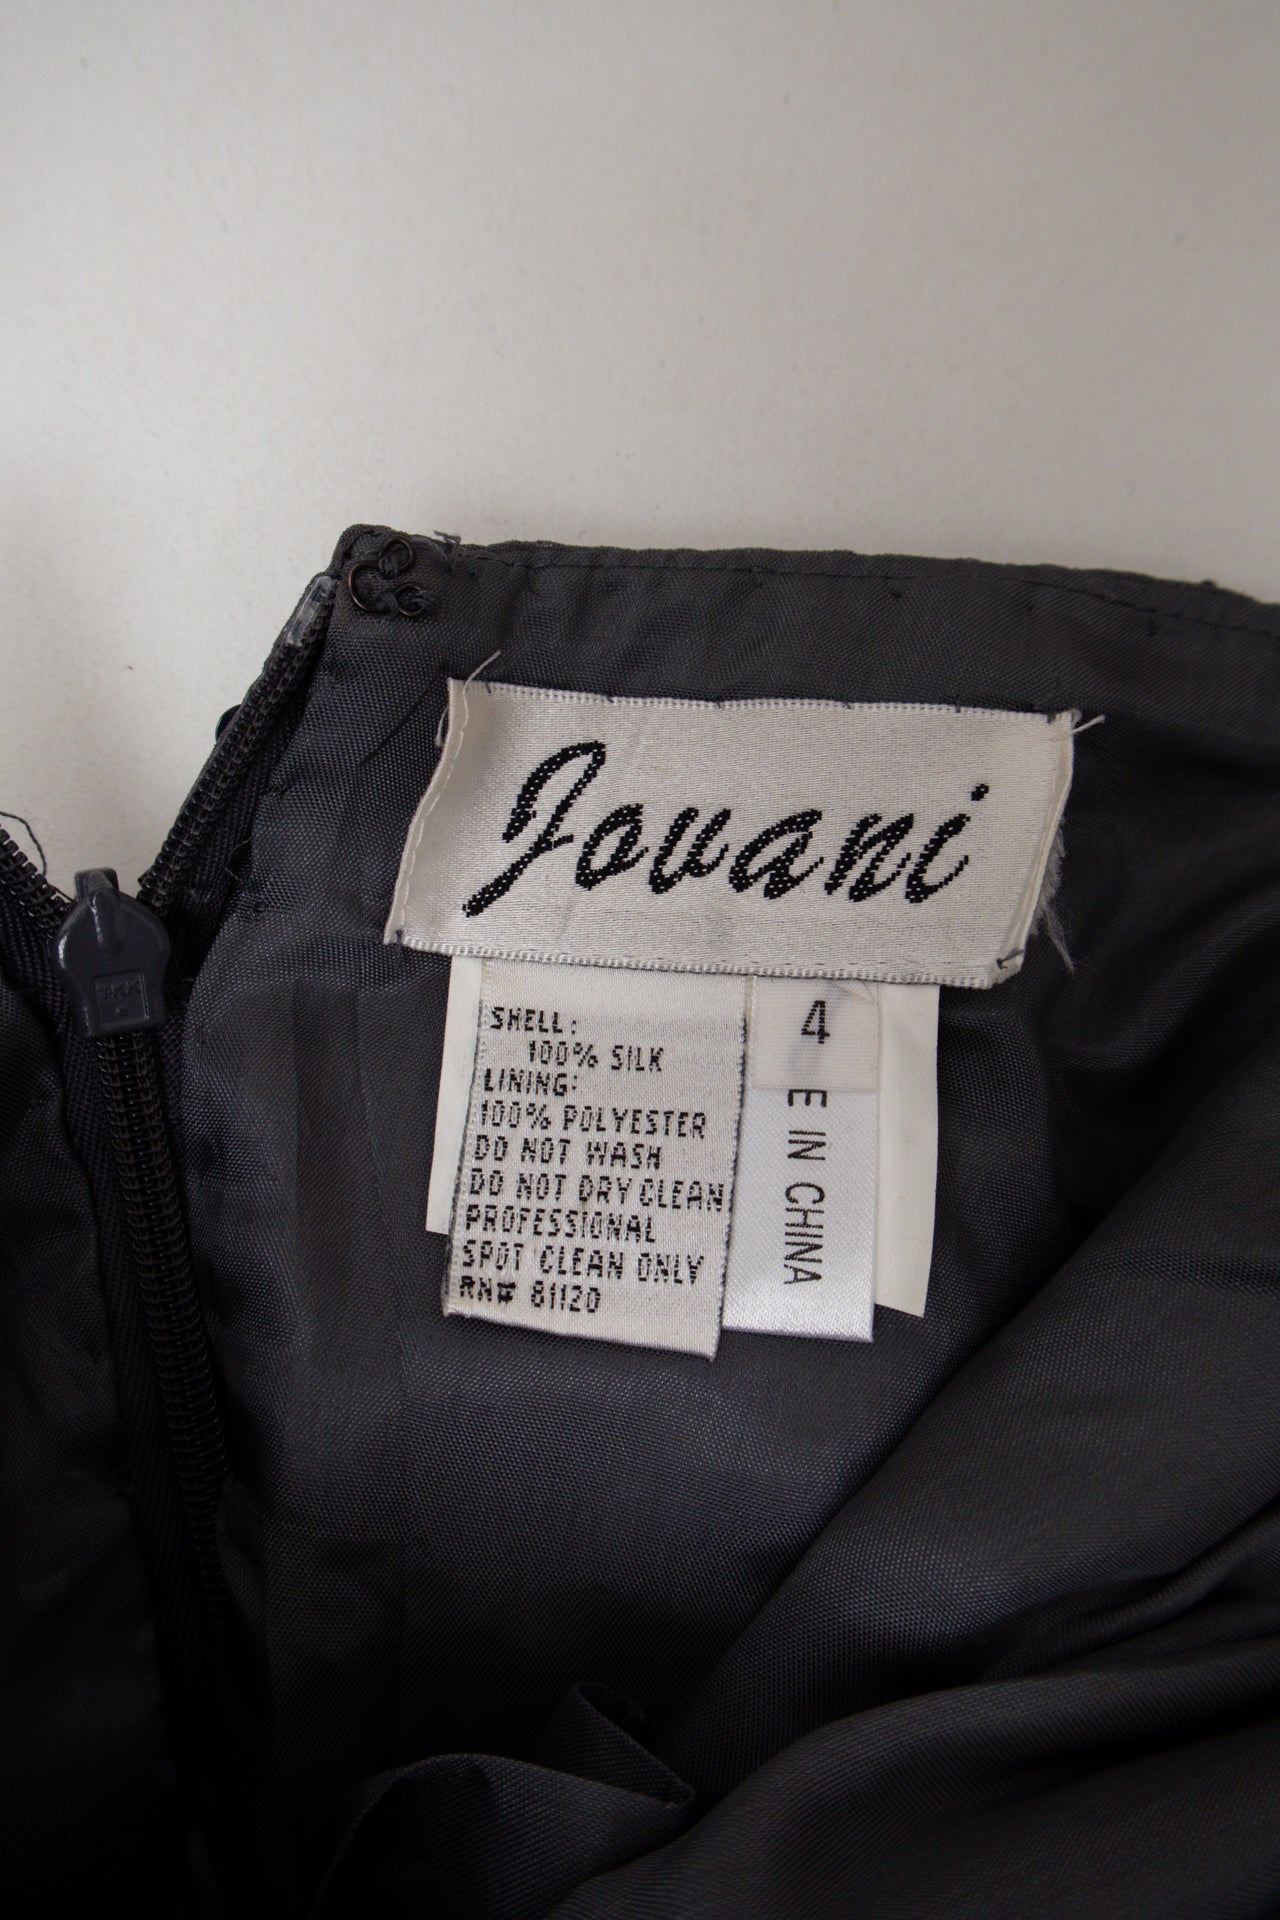 Jovani
SHELL:
100% SILK
LINING:
100% POLYESTER
DO NOT WASH
DO NOT DRY CLEAN
PROFESSIONAL
SPOT CLEAN ONLY
RN# 81120
4
E IN CHINA